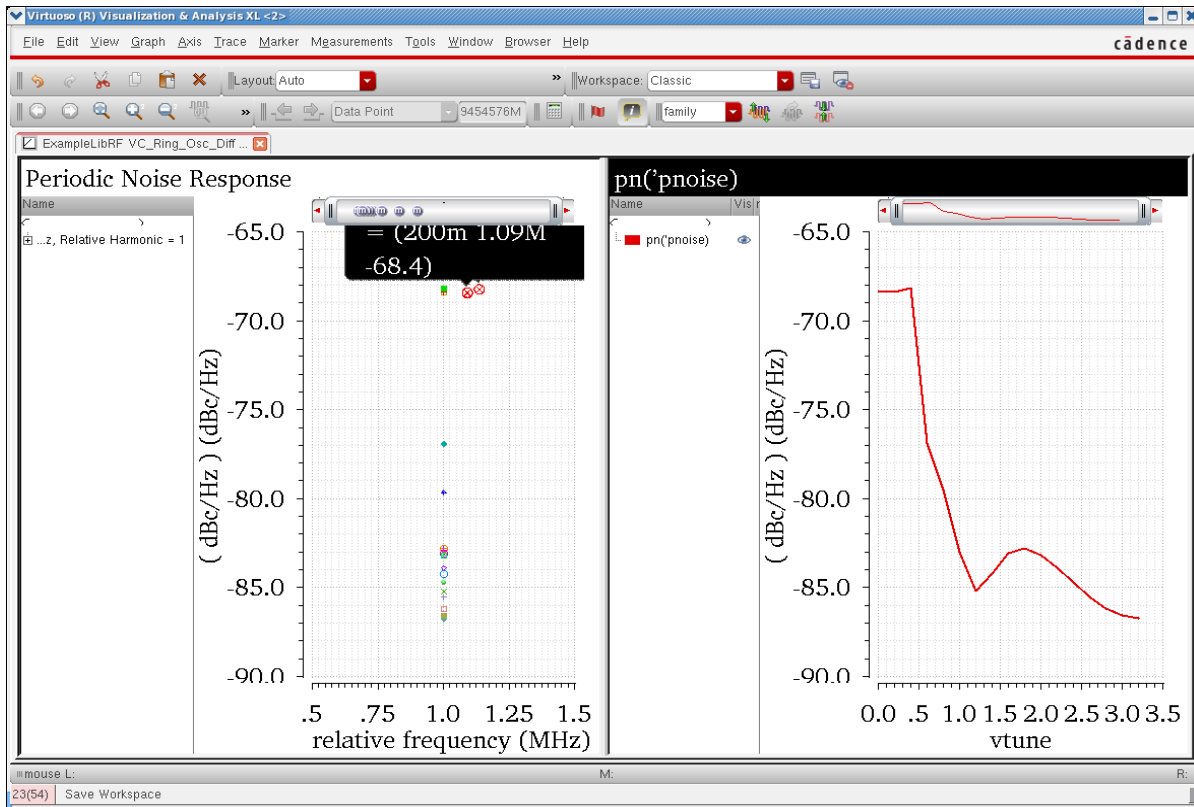 Virtuoso (R) Visualization & Analysis XL <2>
File Edit View Graph Axis Trace Marker Measurements Tools Window Browser Help
cādence
Layout: Auto
» Workspace: Classic
» Data Point 9454576M family
ExampleLibRF VC_Ring_Osc_Diff ...
Periodic Noise Response
Name
...z, Relative Harmonic = 1
= (200m 1.09M
-68.4)
-65.0
-70.0
-75.0
-80.0
-85.0
-90.0
( dBc/Hz ) (dBc/Hz)
.5 .75 1.0 1.25 1.5
relative frequency (MHz)
pn('pnoise)
Name Vis
pn('pnoise)
-65.0
-70.0
-75.0
-80.0
-85.0
-90.0
( dBc/Hz ) (dBc/Hz)
0.0 .5 1.0 1.5 2.0 2.5 3.0 3.5
vtune
mouse L: M: R:
23(54) Save Workspace